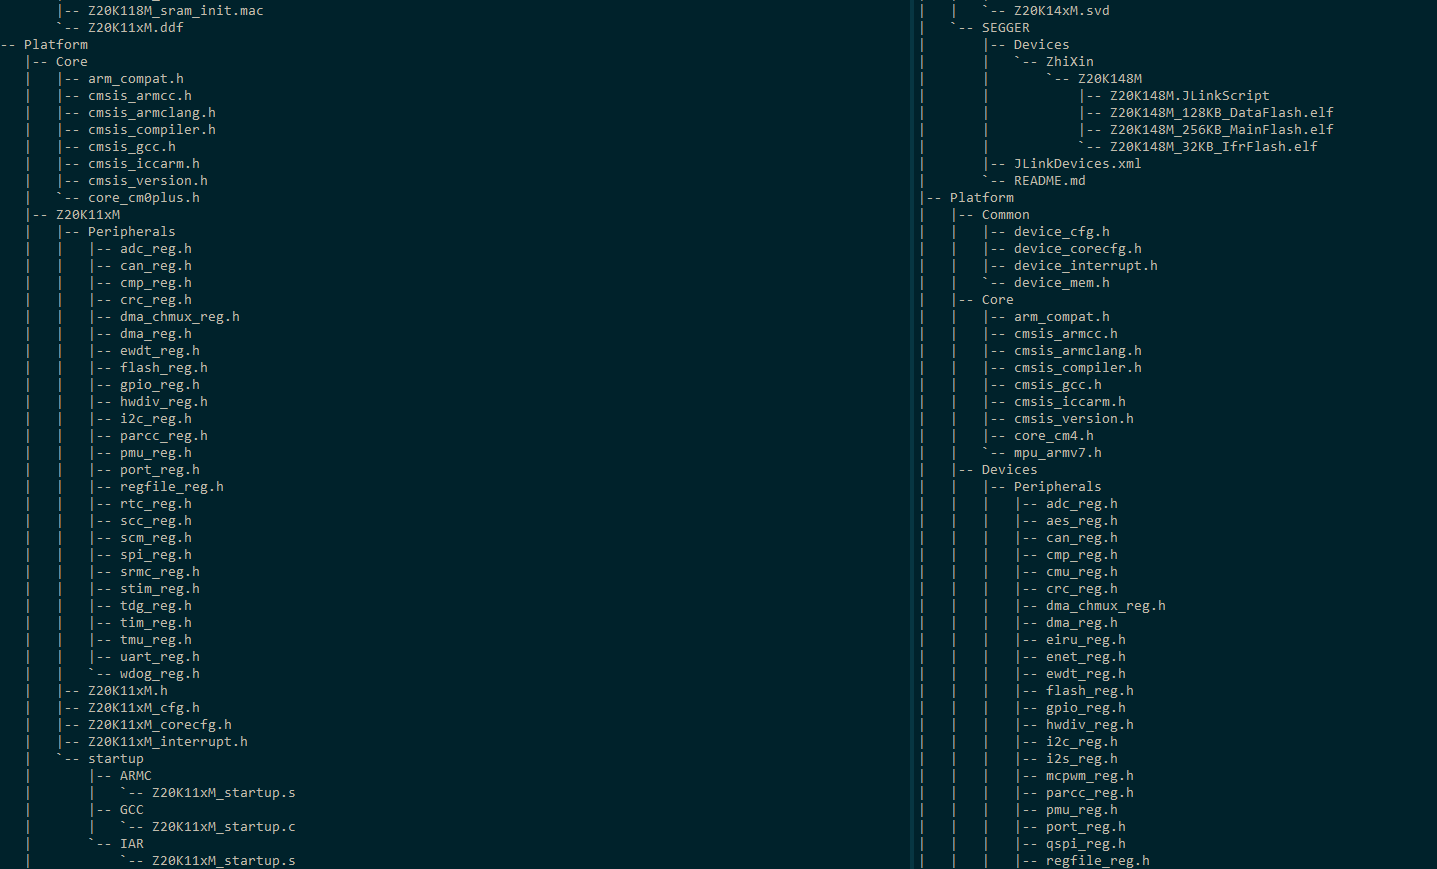 |-- Z20K118M_sram_init.mac
`-- Z20K11xM.ddf
-- Platform
|-- Core
|   |-- arm_compat.h
|   |-- cmsis_armcc.h
|   |-- cmsis_armclang.h
|   |-- cmsis_compiler.h
|   |-- cmsis_gcc.h
|   |-- cmsis_iccarm.h
|   |-- cmsis_version.h
|   `-- core_cm0plus.h
|-- Z20K11xM
|   |-- Peripherals
|   |   |-- adc_reg.h
|   |   |-- can_reg.h
|   |   |-- cmp_reg.h
|   |   |-- crc_reg.h
|   |   |-- dma_chmux_reg.h
|   |   |-- dma_reg.h
|   |   |-- ewdt_reg.h
|   |   |-- flash_reg.h
|   |   |-- gpio_reg.h
|   |   |-- hwdiv_reg.h
|   |   |-- i2c_reg.h
|   |   |-- parcc_reg.h
|   |   |-- pmu_reg.h
|   |   |-- port_reg.h
|   |   |-- regfile_reg.h
|   |   |-- rtc_reg.h
|   |   |-- scc_reg.h
|   |   |-- scm_reg.h
|   |   |-- spi_reg.h
|   |   |-- srmc_reg.h
|   |   |-- stim_reg.h
|   |   |-- tdg_reg.h
|   |   |-- tim_reg.h
|   |   |-- tmu_reg.h
|   |   |-- uart_reg.h
|   |   `-- wdog_reg.h
|   |-- Z20K11xM.h
|   |-- Z20K11xM_cfg.h
|   |-- Z20K11xM_corecfg.h
|   |-- Z20K11xM_interrupt.h
|   `-- startup
|       |-- ARMC
|       |   `-- Z20K11xM_startup.s
|       |-- GCC
|       |   `-- Z20K11xM_startup.c
|       `-- IAR
|           `-- Z20K11xM_startup.s
|   |   `-- Z20K14xM.svd
|   `-- SEGGER
|       |-- Devices
|       |   `-- ZhiXin
|       |       `-- Z20K148M
|       |           |-- Z20K148M.JLinkScript
|       |           |-- Z20K148M_128KB_DataFlash.elf
|       |           |-- Z20K148M_256KB_MainFlash.elf
|       |           `-- Z20K148M_32KB_IfrFlash.elf
|       |-- JLinkDevices.xml
|       `-- README.md
|-- Platform
|   |-- Common
|   |   |-- device_cfg.h
|   |   |-- device_corecfg.h
|   |   |-- device_interrupt.h
|   |   `-- device_mem.h
|   |-- Core
|   |   |-- arm_compat.h
|   |   |-- cmsis_armcc.h
|   |   |-- cmsis_armclang.h
|   |   |-- cmsis_compiler.h
|   |   |-- cmsis_gcc.h
|   |   |-- cmsis_iccarm.h
|   |   |-- cmsis_version.h
|   |   |-- core_cm4.h
|   |   `-- mpu_armv7.h
|   |-- Devices
|   |   |-- Peripherals
|   |   |   |-- adc_reg.h
|   |   |   |-- aes_reg.h
|   |   |   |-- can_reg.h
|   |   |   |-- cmp_reg.h
|   |   |   |-- cmu_reg.h
|   |   |   |-- crc_reg.h
|   |   |   |-- dma_chmux_reg.h
|   |   |   |-- dma_reg.h
|   |   |   |-- eiru_reg.h
|   |   |   |-- enet_reg.h
|   |   |   |-- ewdt_reg.h
|   |   |   |-- flash_reg.h
|   |   |   |-- gpio_reg.h
|   |   |   |-- hwdiv_reg.h
|   |   |   |-- i2c_reg.h
|   |   |   |-- i2s_reg.h
|   |   |   |-- mcpwm_reg.h
|   |   |   |-- parcc_reg.h
|   |   |   |-- pmu_reg.h
|   |   |   |-- port_reg.h
|   |   |   |-- qspi_reg.h
|   |   |   |-- regfile_reg.h